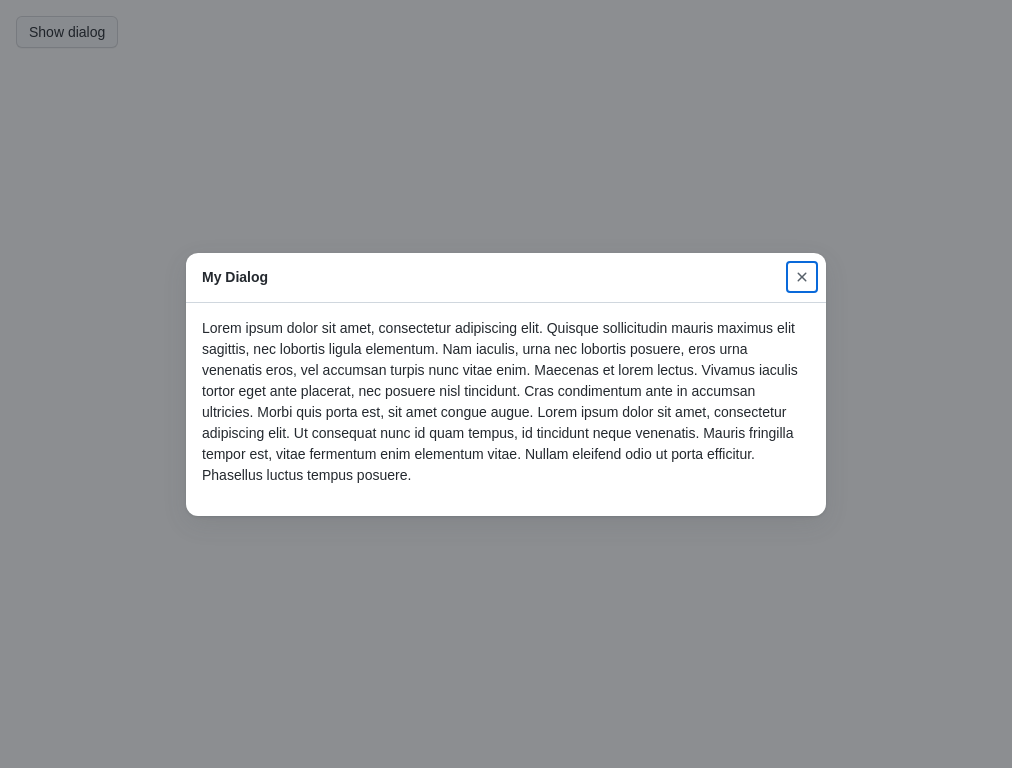 Show dialog
My Dialog
Lorem ipsum dolor sit amet, consectetur adipiscing elit. Quisque sollicitudin mauris maximus elit
sagittis, nec lobortis ligula elementum. Nam iaculis, urna nec lobortis posuere, eros urna
venenatis eros, vel accumsan turpis nunc vitae enim. Maecenas et lorem lectus. Vivamus iaculis
tortor eget ante placerat, nec posuere nisl tincidunt. Cras condimentum ante in accumsan
ultricies. Morbi quis porta est, sit amet congue augue. Lorem ipsum dolor sit amet, consectetur
adipiscing elit. Ut consequat nunc id quam tempus, id tincidunt neque venenatis. Mauris fringilla
tempor est, vitae fermentum enim elementum vitae. Nullam eleifend odio ut porta efficitur.
Phasellus luctus tempus posuere.